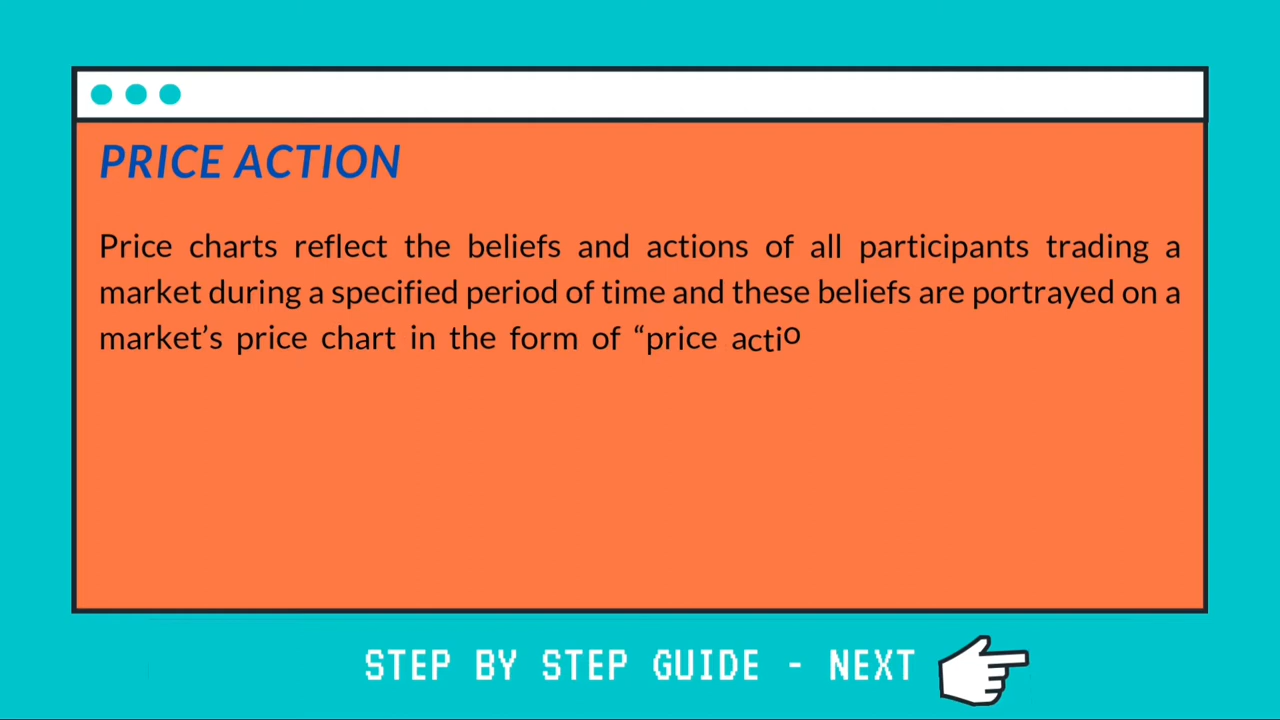 PRICE ACTION
Price charts reflect the beliefs and actions of all participants trading a
market during a specified period of time and these beliefs are portrayed on a
market’s price chart in the form of “price actio
STEP BY STEP GUIDE - NEXT